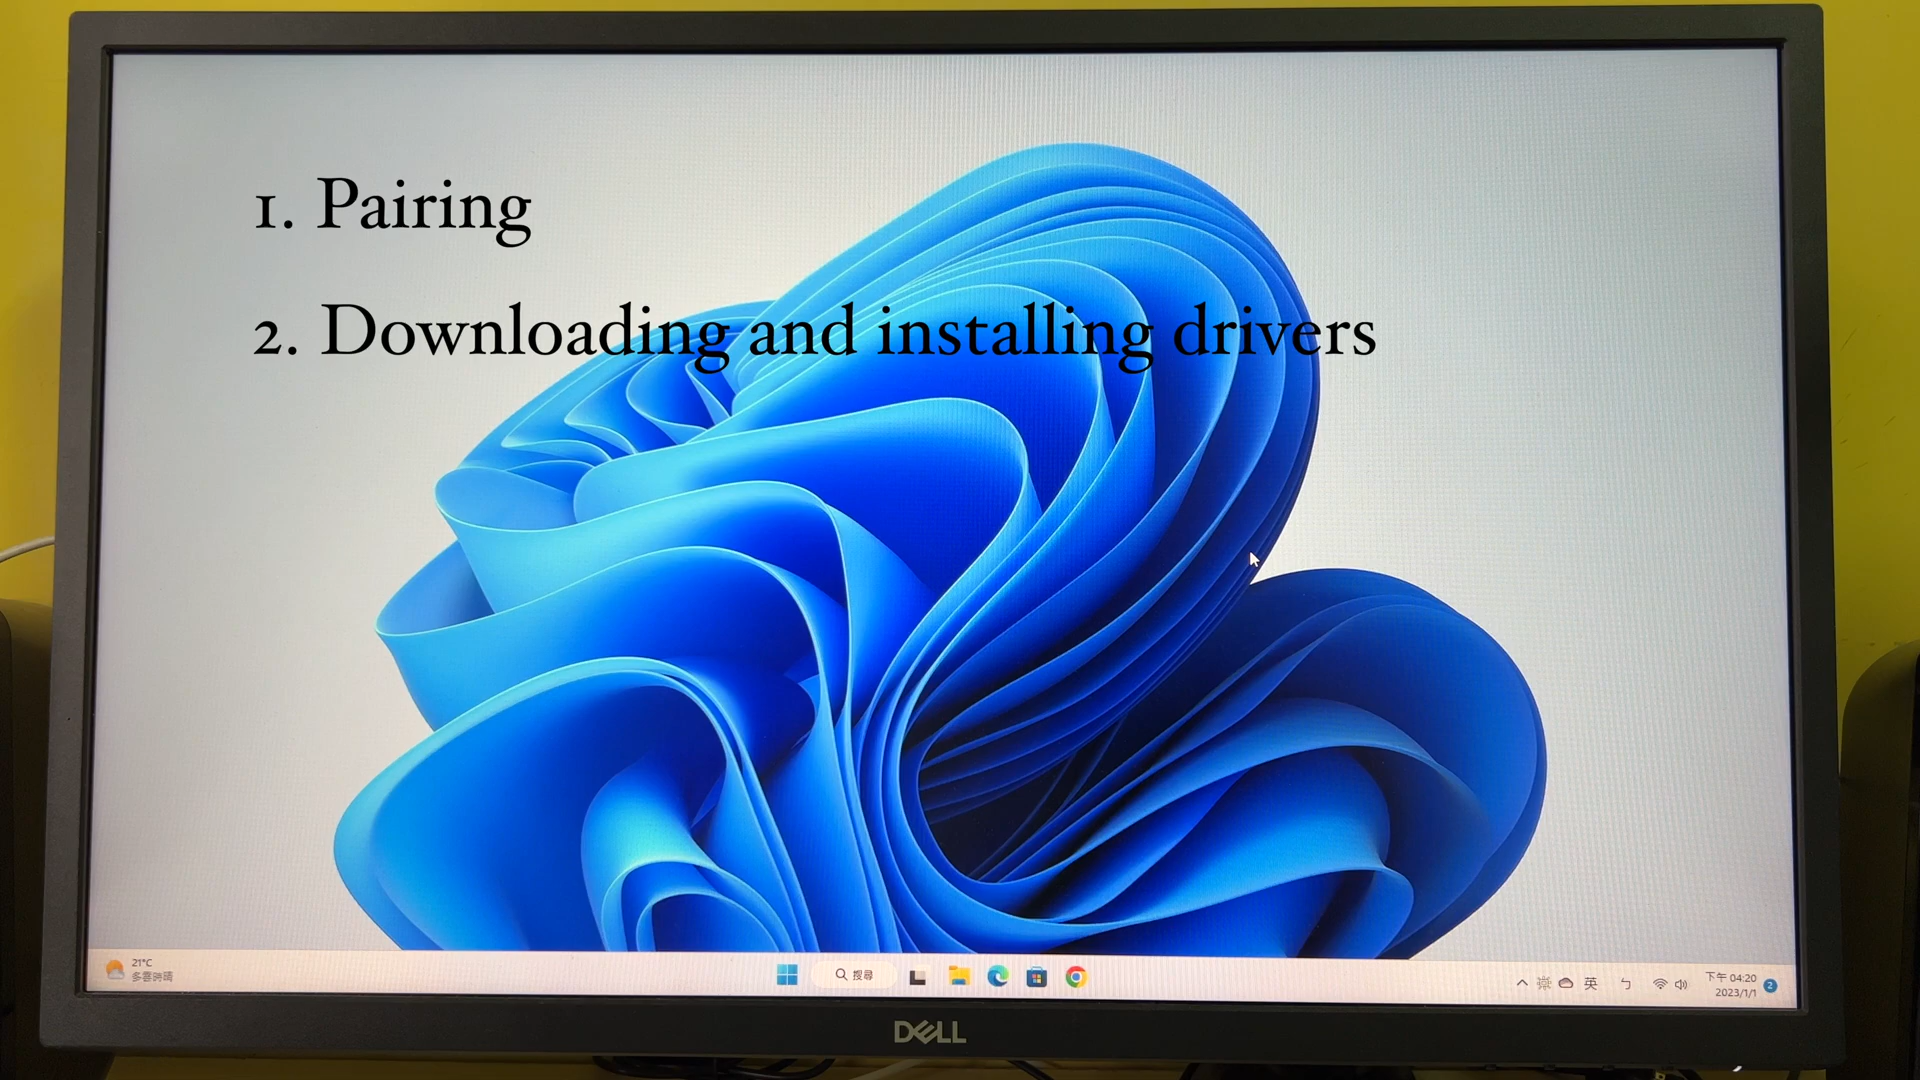 1. Pairing
2. Downloading and installing drivers
21°C
多雲時晴
搜尋
英
ㄅ
下午 04:20
2023/1/1
2
DELL